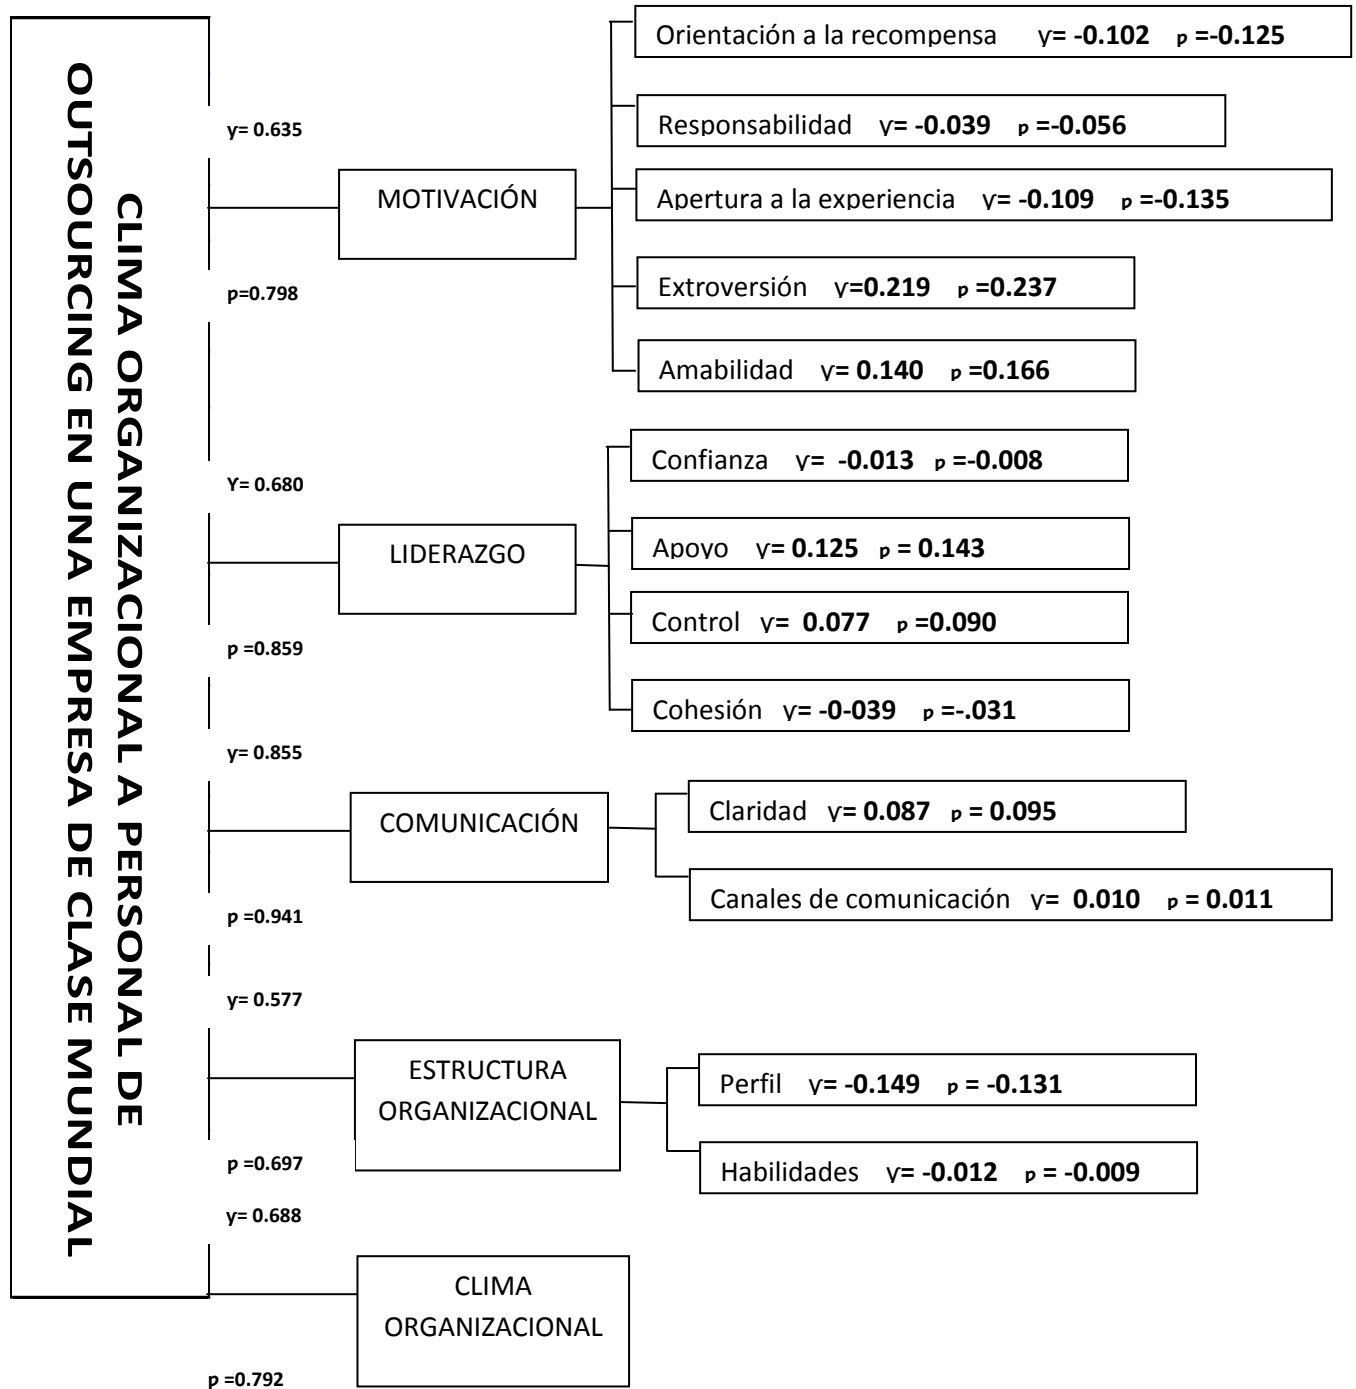 CLIMA ORGANIZACIONAL A PERSONAL DE
OUTSOURCING EN UNA EMPRESA DE CLASE MUNDIAL
γ= 0.635
MOTIVACIÓN
p=0.798
Orientación a la recompensa γ= -0.102 p =-0.125
Responsabilidad γ= -0.039 p =-0.056
Apertura a la experiencia γ= -0.109 p =-0.135
Extroversión γ=0.219 p =0.237
Amabilidad γ= 0.140 p =0.166
Υ= 0.680
LIDERAZGO
p =0.859
Confianza γ= -0.013 p =-0.008
Apoyo γ= 0.125 p = 0.143
Control γ= 0.077 p =0.090
Cohesión γ= -0-039 p =-.031
γ= 0.855
COMUNICACIÓN
p =0.941
Claridad γ= 0.087 p = 0.095
Canales de comunicación γ= 0.010 p = 0.011
γ= 0.577
ESTRUCTURA
ORGANIZACIONAL
p =0.697
Perfil γ= -0.149 p = -0.131
Habilidades γ= -0.012 p = -0.009
γ= 0.688
CLIMA
ORGANIZACIONAL
p =0.792